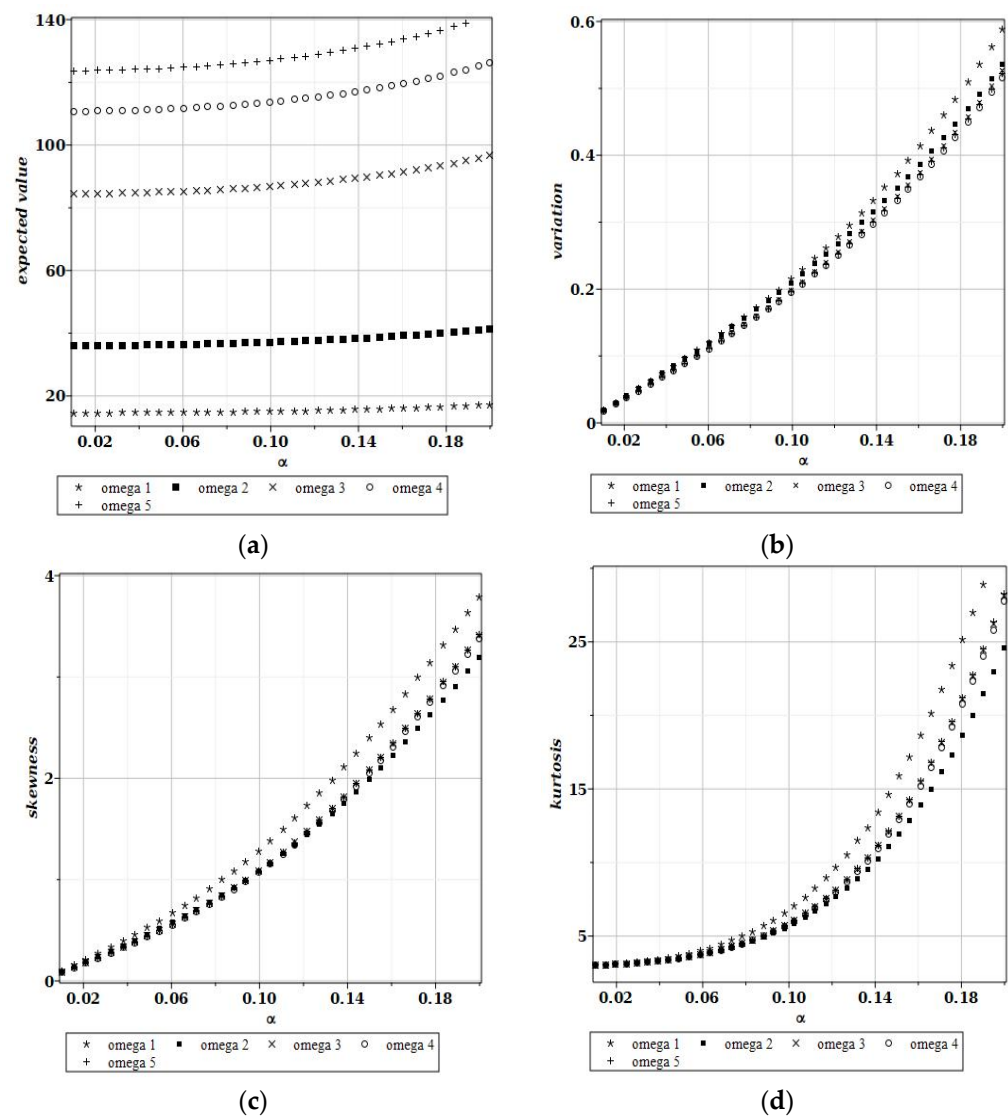 140
100
60
20
expected value
0.02 0.06 0.10 0.14 0.18
α
omega 1 omega 2 omega 3 omega 4
omega 5
(a)
0.6
0.4
0.2
0
variation
0.02 0.06 0.10 0.14 0.18
α
omega 1 omega 2 omega 3 omega 4
omega 5
(b)
4
2
0
skewness
0.02 0.06 0.10 0.14 0.18
α
omega 1 omega 2 omega 3 omega 4
omega 5
(c)
25
15
5
kurtosis
0.02 0.06 0.10 0.14 0.18
α
omega 1 omega 2 omega 3 omega 4
omega 5
(d)